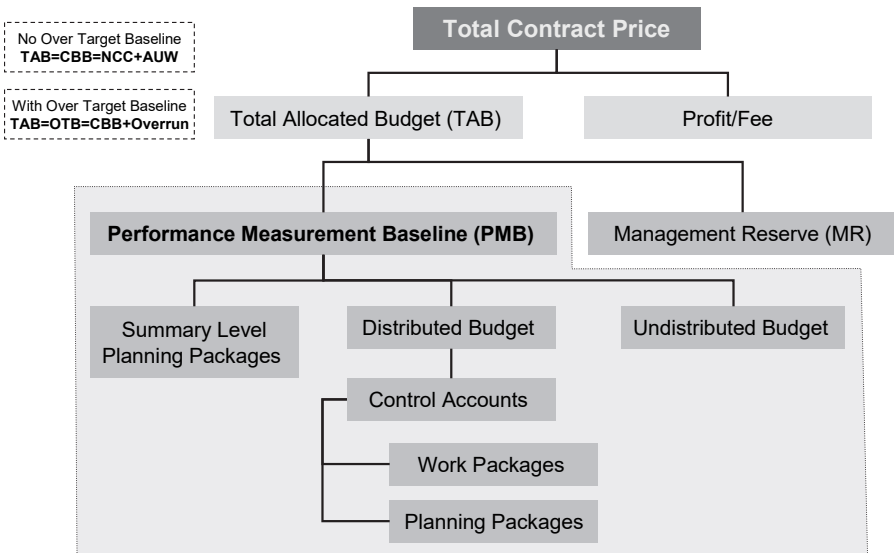 No Over Target Baseline
TAB=CBB=NCC+AUW
With Over Target Baseline
TAB=OTB=CBB+Overrun
Total Contract Price
Total Allocated Budget (TAB)
Profit/Fee
Performance Measurement Baseline (PMB)
Management Reserve (MR)
Summary Level
Planning Packages
Distributed Budget
Undistributed Budget
Control Accounts
Work Packages
Planning Packages